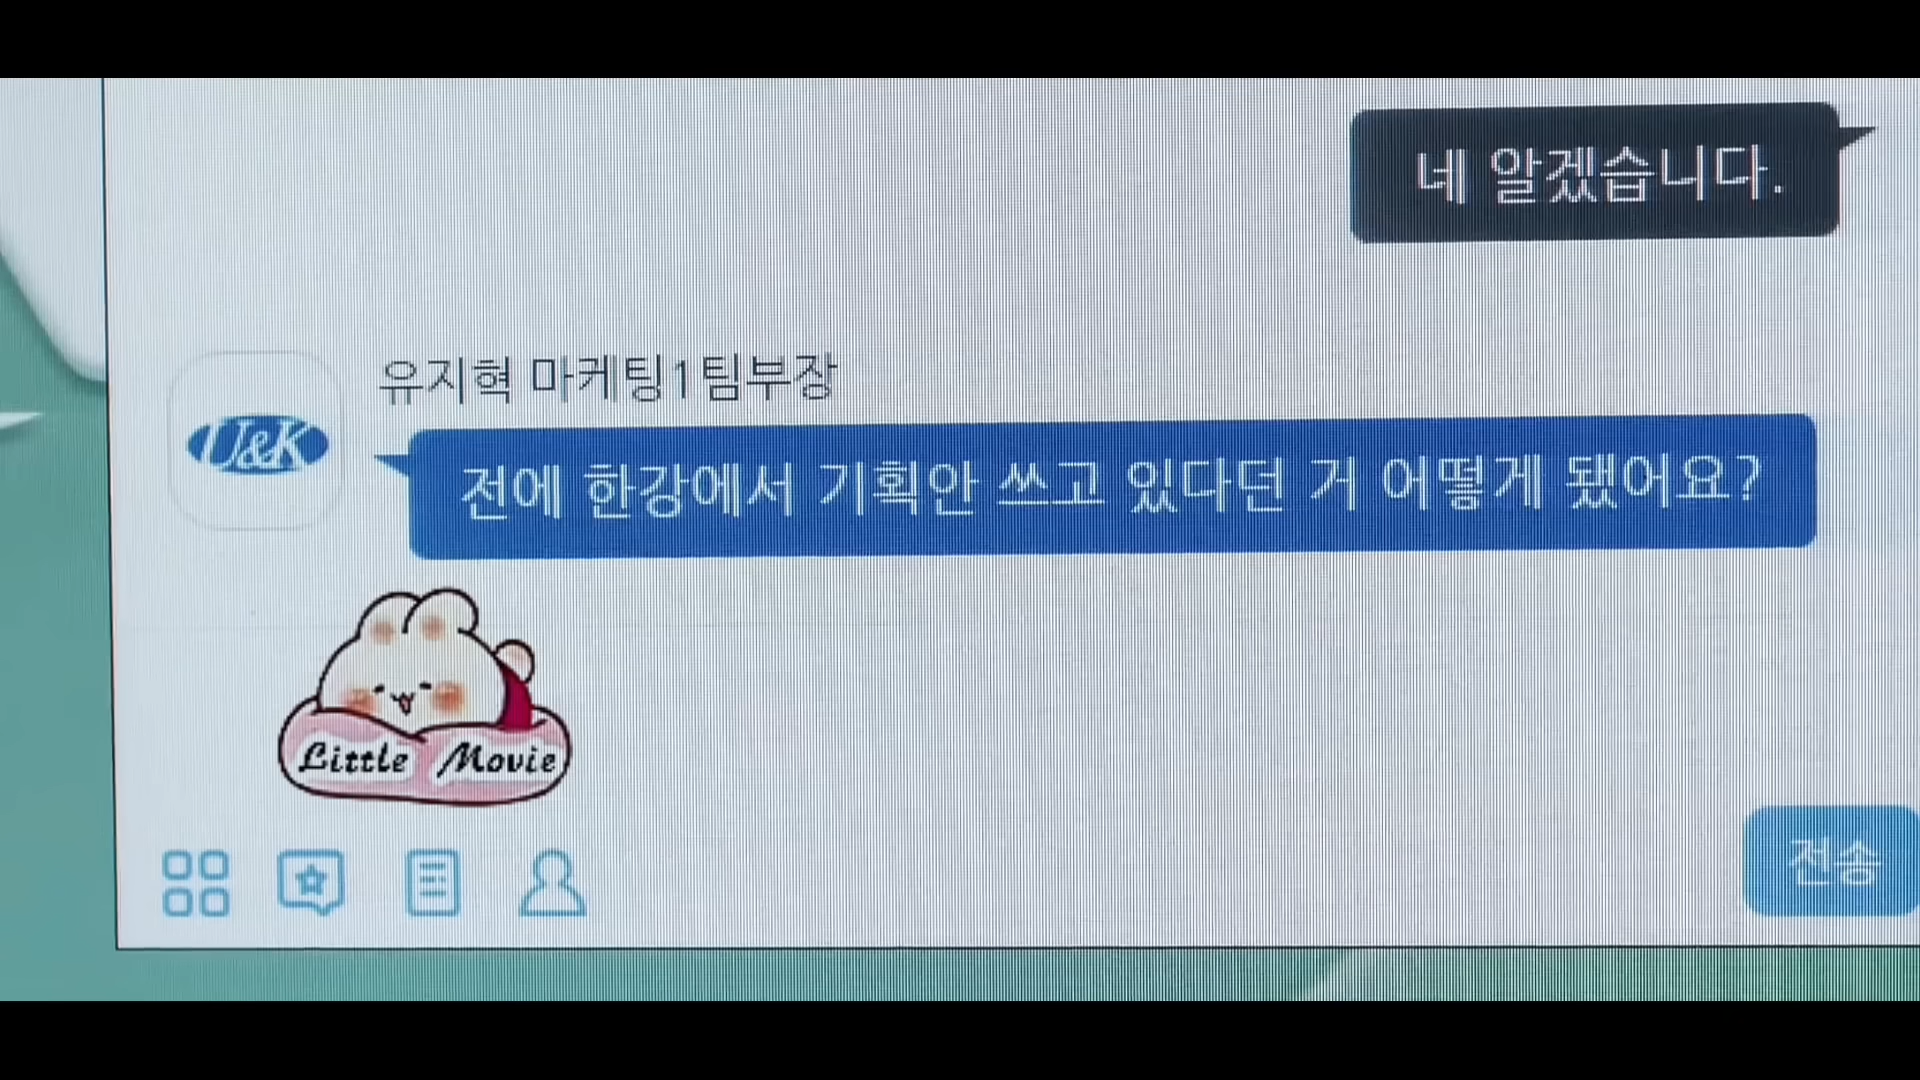 네 알겠습니다.
유지혁 마케팅1팀부장
U&K
전에 한강에서 기획안 쓰고 있다던 거 어떻게 됐어요?
Little Movie
전송